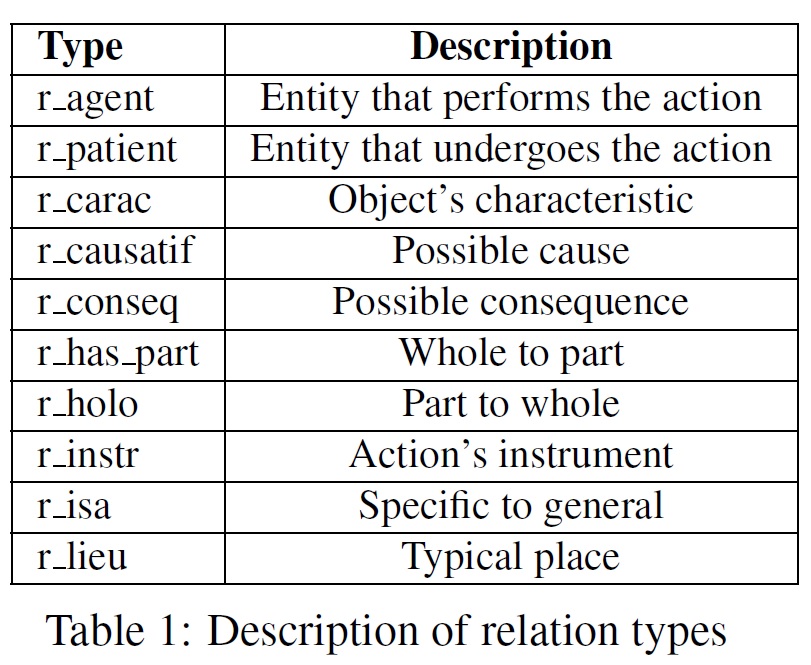 Type Description
r_agent Entity that performs the action
r_patient Entity that undergoes the action
r_carac Object's characteristic
r_causatif Possible cause
r_conseq Possible consequence
r_has_part Whole to part
r_holo Part to whole
r_instr Action's instrument
r_isa Specific to general
r_lieu Typical place
Table 1: Description of relation types